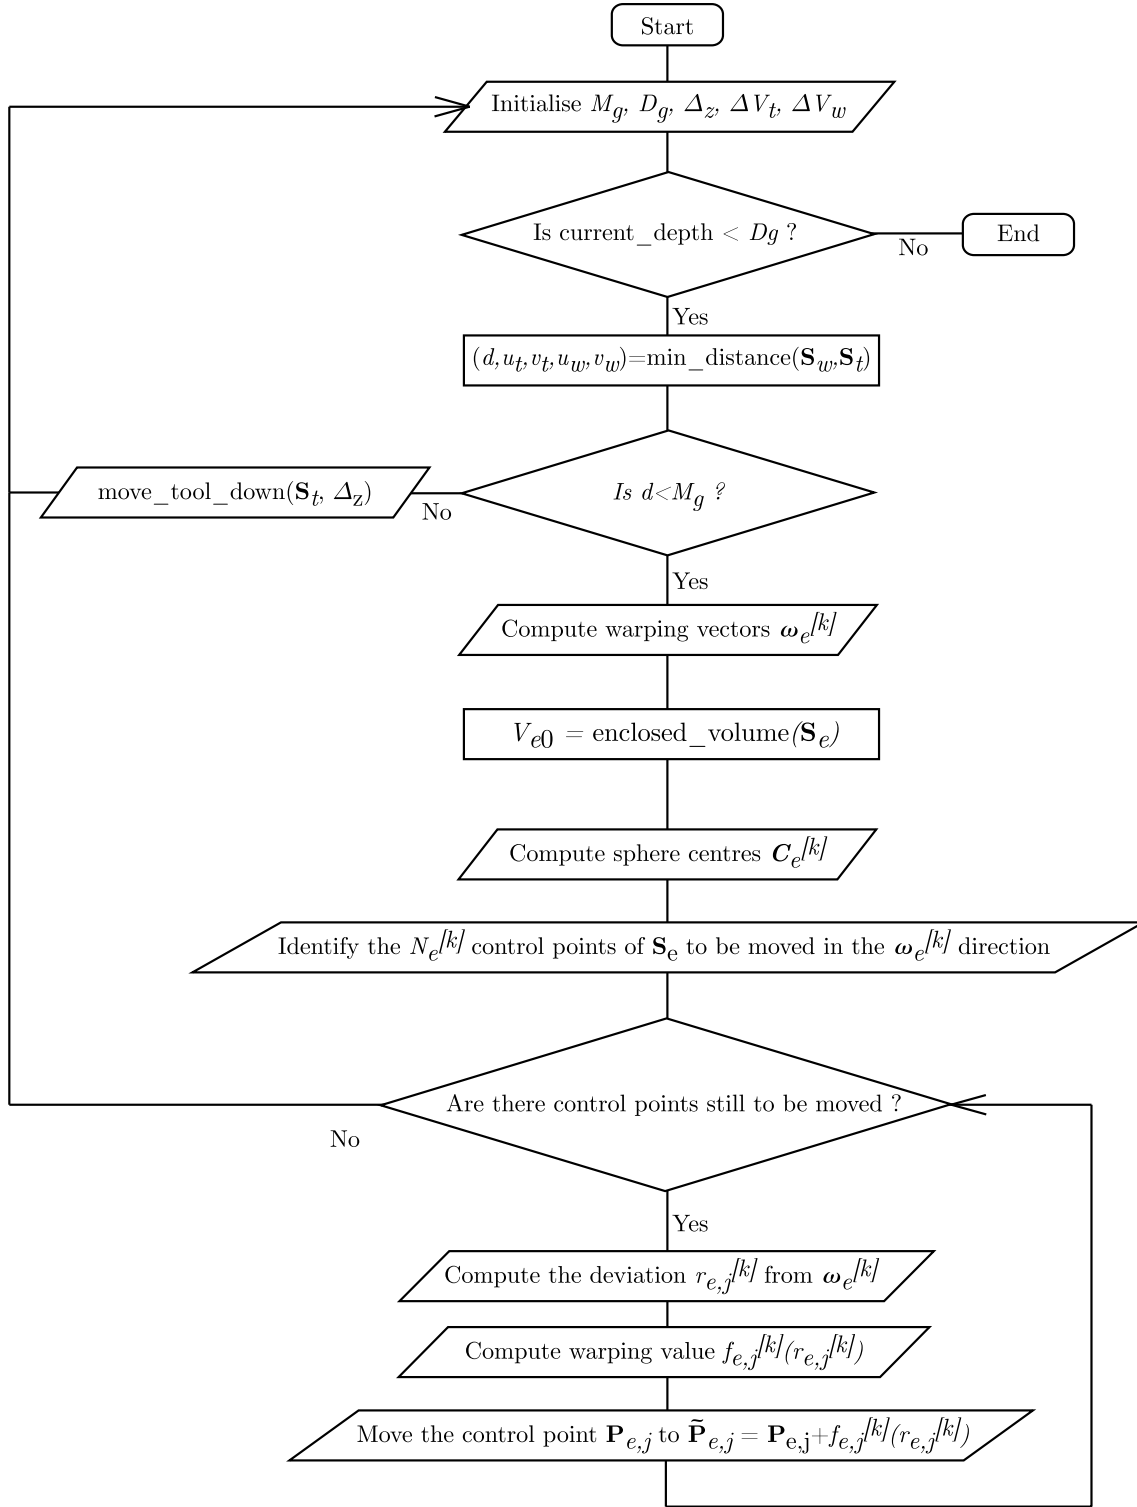 Start
Initialise M_g, D_g, Δ_z, ΔV_t, ΔV_w
Is current_depth < Dg ?
No
End
Yes
(d,u_t,v_t,u_w,v_w)=min_distance(S_w,S_t)
move_tool_down(S_t, Δ_z)
No
Is d<M_g ?
Yes
Compute warping vectors ω_e^[k]
V_e0 = enclosed_volume(S_e)
Compute sphere centres C_e^[k]
Identify the N_e^[k] control points of S_e to be moved in the ω_e^[k] direction
Are there control points still to be moved ?
No
Yes
Compute the deviation r_e,j^[k] from ω_e^[k]
Compute warping value f_e,j^[k](r_e,j^[k])
Move the control point P_e,j to P̃_e,j = P_e,j+f_e,j^[k](r_e,j^[k])